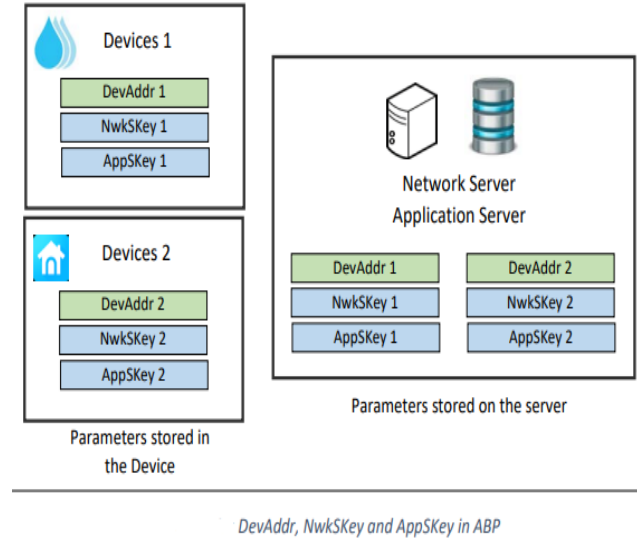 Devices 1
DevAddr 1
NwkSKey 1
AppSKey 1
Devices 2
DevAddr 2
NwkSKey 2
AppSKey 2
Parameters stored in
the Device
Network Server
Application Server
DevAddr 1
NwkSKey 1
AppSKey 1
DevAddr 2
NwkSKey 2
AppSKey 2
Parameters stored on the server
DevAddr, NwkSKey and AppSKey in ABP